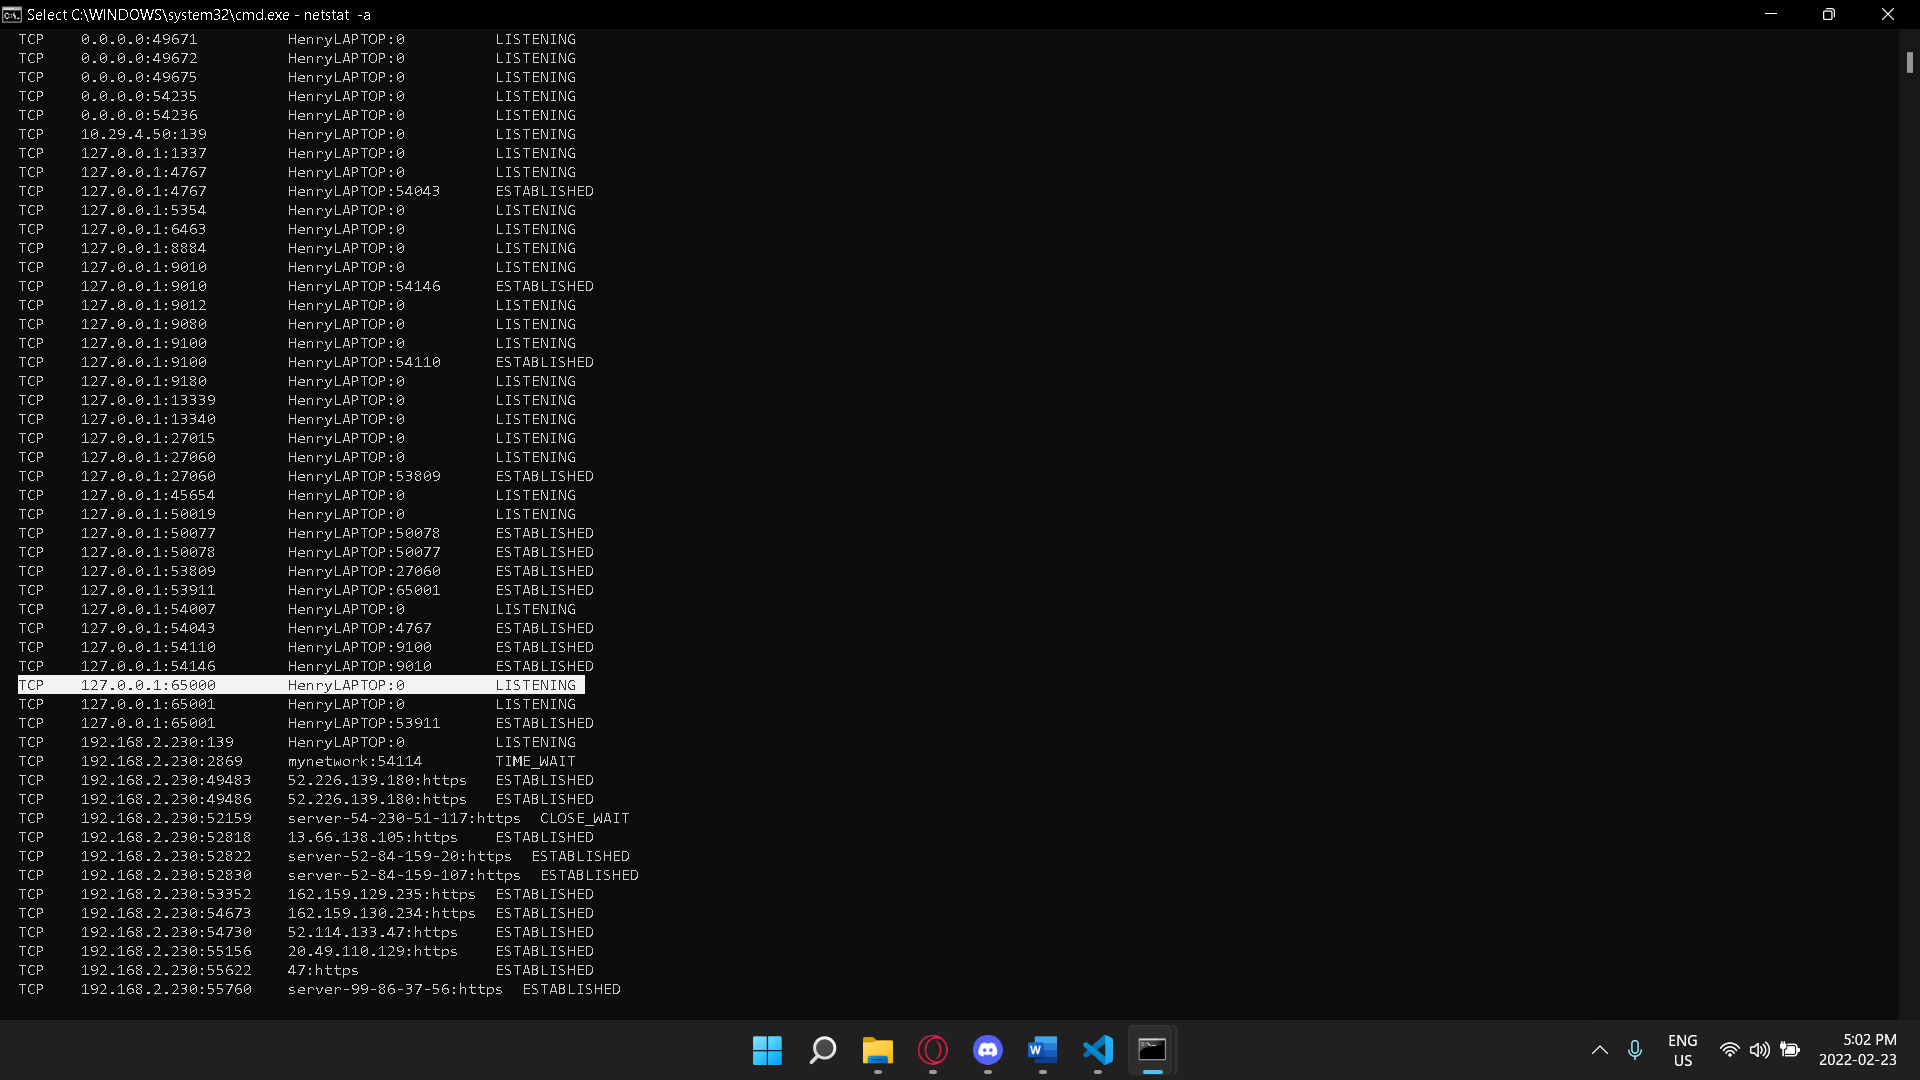 Select C:\WINDOWS\system32\cmd.exe - netstat -a
TCP 0.0.0.0:49671 HenryLAPTOP:0 LISTENING
TCP 0.0.0.0:49672 HenryLAPTOP:0 LISTENING
TCP 0.0.0.0:49675 HenryLAPTOP:0 LISTENING
TCP 0.0.0.0:54235 HenryLAPTOP:0 LISTENING
TCP 0.0.0.0:54236 HenryLAPTOP:0 LISTENING
TCP 10.29.4.50:139 HenryLAPTOP:0 LISTENING
TCP 127.0.0.1:1337 HenryLAPTOP:0 LISTENING
TCP 127.0.0.1:4767 HenryLAPTOP:0 LISTENING
TCP 127.0.0.1:4767 HenryLAPTOP:54043 ESTABLISHED
TCP 127.0.0.1:5354 HenryLAPTOP:0 LISTENING
TCP 127.0.0.1:6463 HenryLAPTOP:0 LISTENING
TCP 127.0.0.1:8884 HenryLAPTOP:0 LISTENING
TCP 127.0.0.1:9010 HenryLAPTOP:0 LISTENING
TCP 127.0.0.1:9010 HenryLAPTOP:54146 ESTABLISHED
TCP 127.0.0.1:9012 HenryLAPTOP:0 LISTENING
TCP 127.0.0.1:9080 HenryLAPTOP:0 LISTENING
TCP 127.0.0.1:9100 HenryLAPTOP:0 LISTENING
TCP 127.0.0.1:9100 HenryLAPTOP:54110 ESTABLISHED
TCP 127.0.0.1:9180 HenryLAPTOP:0 LISTENING
TCP 127.0.0.1:13339 HenryLAPTOP:0 LISTENING
TCP 127.0.0.1:13340 HenryLAPTOP:0 LISTENING
TCP 127.0.0.1:27015 HenryLAPTOP:0 LISTENING
TCP 127.0.0.1:27060 HenryLAPTOP:0 LISTENING
TCP 127.0.0.1:27060 HenryLAPTOP:53809 ESTABLISHED
TCP 127.0.0.1:45654 HenryLAPTOP:0 LISTENING
TCP 127.0.0.1:50019 HenryLAPTOP:0 LISTENING
TCP 127.0.0.1:50077 HenryLAPTOP:50078 ESTABLISHED
TCP 127.0.0.1:50078 HenryLAPTOP:50077 ESTABLISHED
TCP 127.0.0.1:53809 HenryLAPTOP:27060 ESTABLISHED
TCP 127.0.0.1:53911 HenryLAPTOP:65001 ESTABLISHED
TCP 127.0.0.1:54007 HenryLAPTOP:0 LISTENING
TCP 127.0.0.1:54043 HenryLAPTOP:4767 ESTABLISHED
TCP 127.0.0.1:54110 HenryLAPTOP:9100 ESTABLISHED
TCP 127.0.0.1:54146 HenryLAPTOP:9010 ESTABLISHED
TCP 127.0.0.1:65000 HenryLAPTOP:0 LISTENING
TCP 127.0.0.1:65001 HenryLAPTOP:0 LISTENING
TCP 127.0.0.1:65001 HenryLAPTOP:53911 ESTABLISHED
TCP 192.168.2.230:139 HenryLAPTOP:0 LISTENING
TCP 192.168.2.230:2869 mynetwork:54114 TIME_WAIT
TCP 192.168.2.230:49483 52.226.139.180:https ESTABLISHED
TCP 192.168.2.230:49486 52.226.139.180:https ESTABLISHED
TCP 192.168.2.230:52159 server-54-230-51-117:https CLOSE_WAIT
TCP 192.168.2.230:52818 13.66.138.105:https ESTABLISHED
TCP 192.168.2.230:52822 server-52-84-159-20:https ESTABLISHED
TCP 192.168.2.230:52830 server-52-84-159-107:https ESTABLISHED
TCP 192.168.2.230:53352 162.159.129.235:https ESTABLISHED
TCP 192.168.2.230:54673 162.159.130.234:https ESTABLISHED
TCP 192.168.2.230:54730 52.114.133.47:https ESTABLISHED
TCP 192.168.2.230:55156 20.49.110.129:https ESTABLISHED
TCP 192.168.2.230:55622 47:https ESTABLISHED
TCP 192.168.2.230:55760 server-99-86-37-56:https ESTABLISHED
ENG
US
5:02 PM
2022-02-23